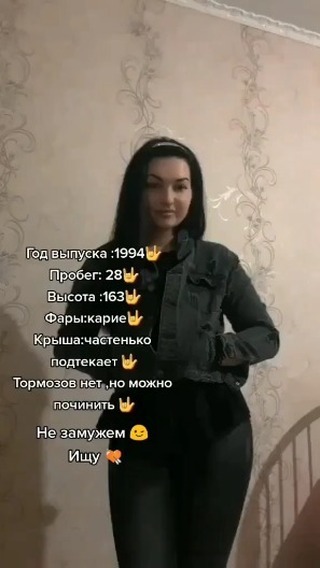 Год выпуска :1994🤟
Пробег: 28🤟
Высота :163🤟
Фары:карие🤟
Крыша:частенько
подтекает 🤟
Тормозов нет ,но можно
починить 🤟
Не замужем 😉
Ищу 💘